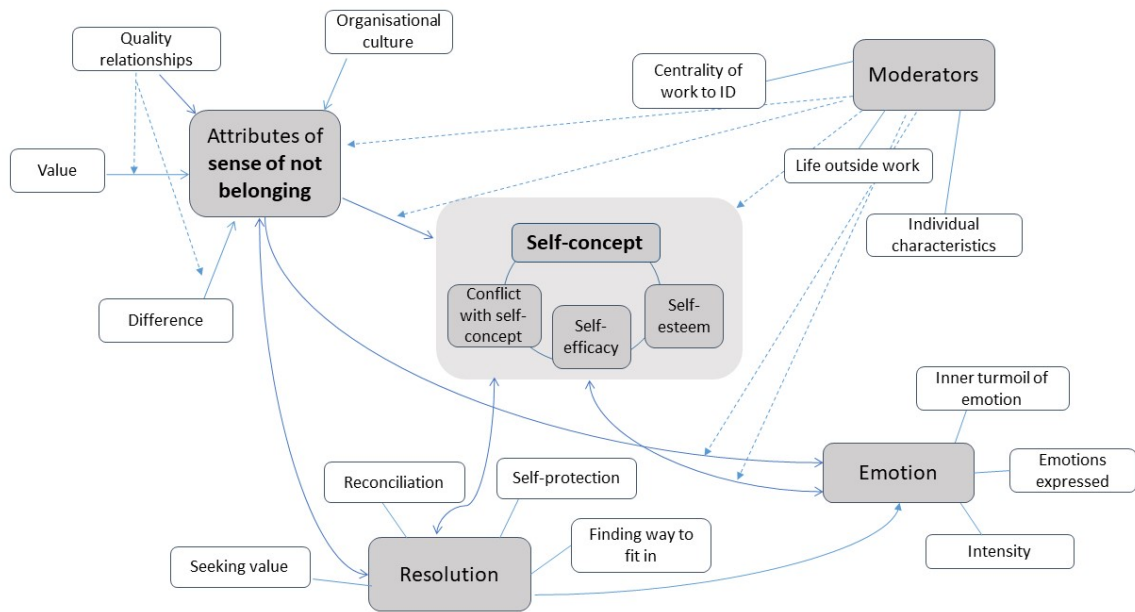 Quality
relationships
Organisational
culture
Centrality of
work to ID
Moderators
Attributes of
sense of not
belonging
Value
Life outside work
Individual
characteristics
Difference
Self-concept
Conflict
with self-
concept
Self-
efficacy
Self-
esteem
Inner turmoil of
emotion
Emotion
Emotions
expressed
Intensity
Reconciliation
Self-protection
Finding way to
fit in
Seeking value
Resolution